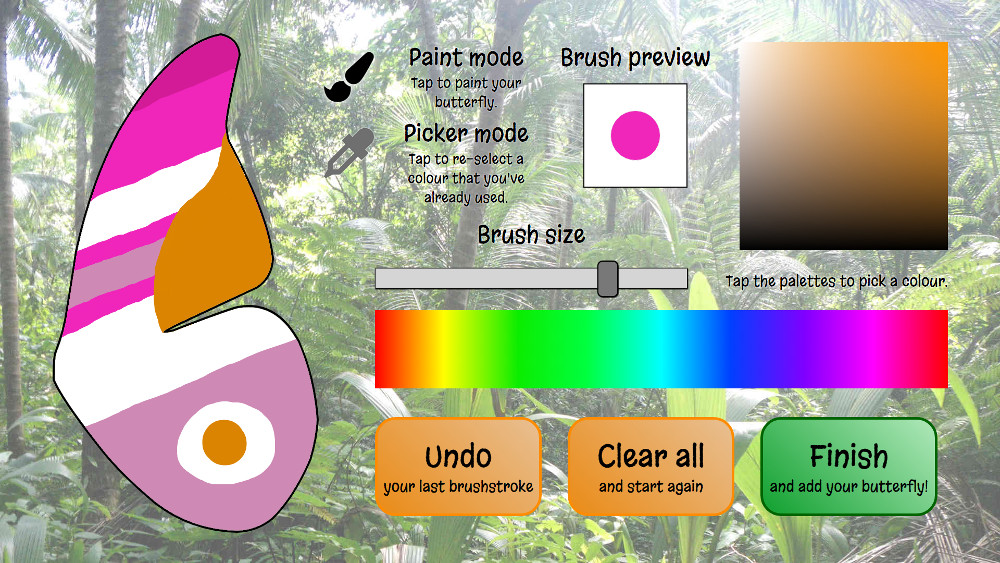 Paint mode
Tap to paint your
butterfly.
Picker mode
Tap to re-select a
colour that you've
already used.
Brush preview
Brush size
Tap the palettes to pick a colour.
Undo
your last brushstroke
Clear all
and start again
Finish
and add your butterfly!